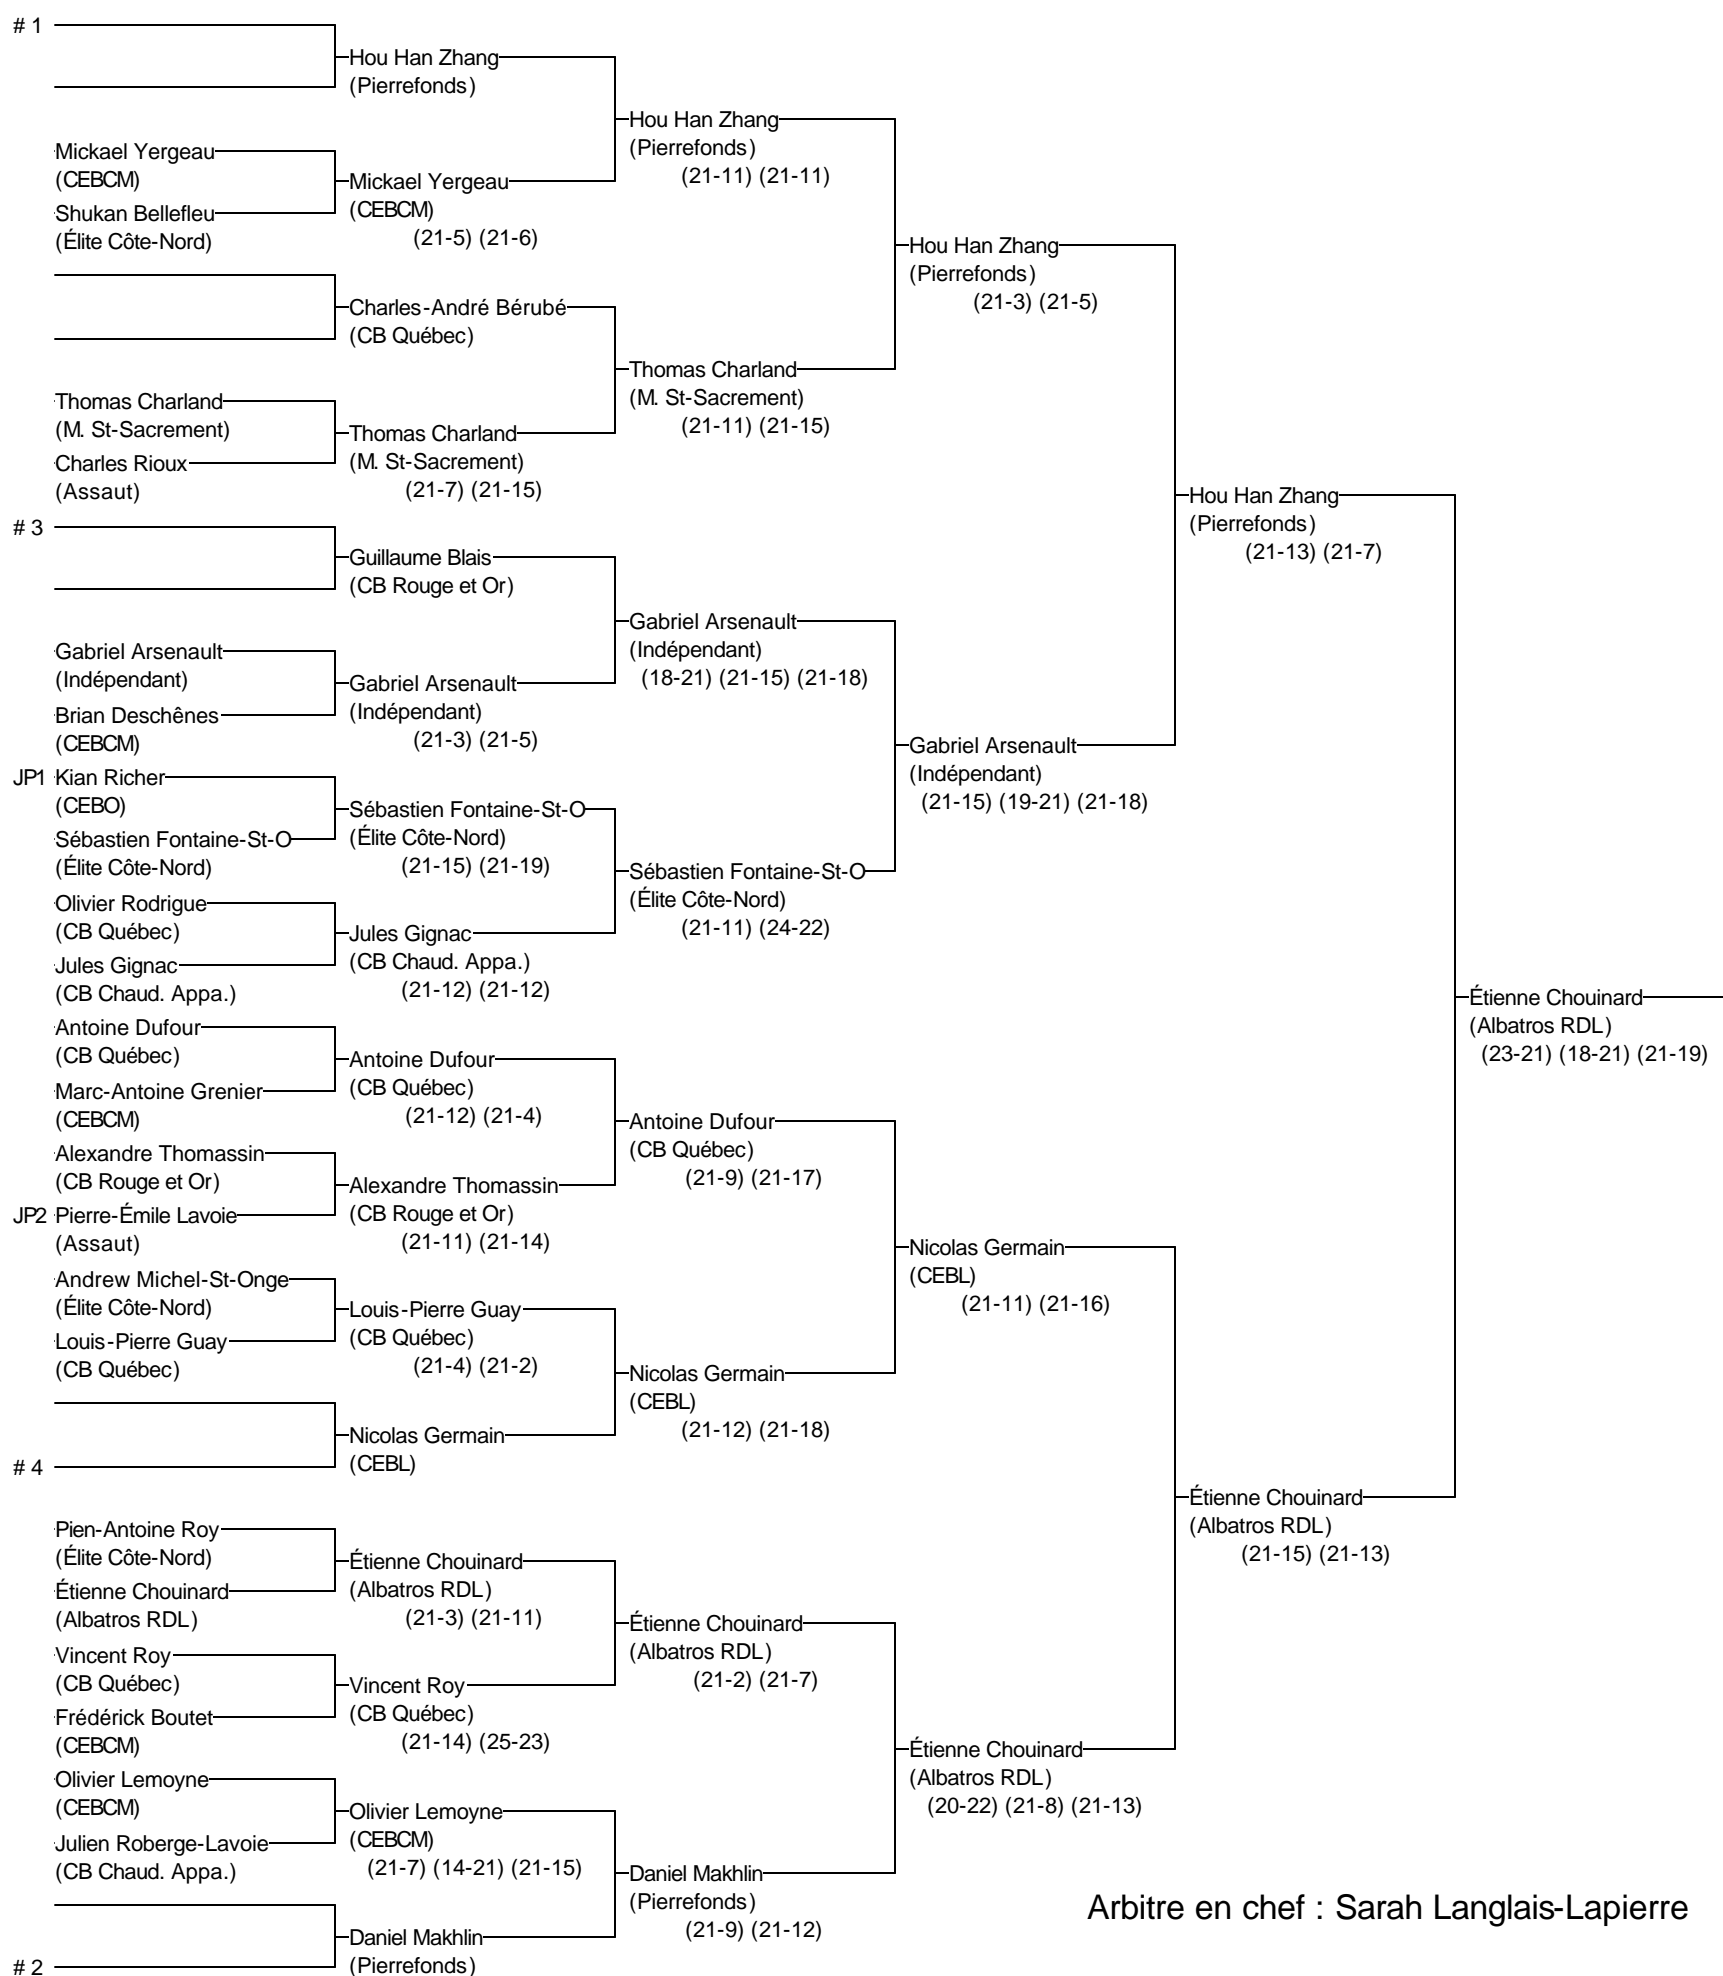 # 1
Hou Han Zhang
(Pierrefonds)
Hou Han Zhang
(Pierrefonds)
(21-11) (21-11)
Mickael Yergeau
(CEBCM)
Mickael Yergeau
(CEBCM)
(21-5) (21-6)
Shukan Bellefleu
(Élite Côte-Nord)
Hou Han Zhang
(Pierrefonds)
(21-3) (21-5)
Charles-André Bérubé
(CB Québec)
Thomas Charland
(M. St-Sacrement)
(21-11) (21-15)
Thomas Charland
(M. St-Sacrement)
Thomas Charland
(M. St-Sacrement)
(21-7) (21-15)
Charles Rioux
(Assaut)
Hou Han Zhang
(Pierrefonds)
(21-13) (21-7)
# 3
Guillaume Blais
(CB Rouge et Or)
Gabriel Arsenault
(Indépendant)
(18-21) (21-15) (21-18)
Gabriel Arsenault
(Indépendant)
Gabriel Arsenault
(Indépendant)
(21-3) (21-5)
Brian Deschênes
(CEBCM)
Gabriel Arsenault
(Indépendant)
(21-15) (19-21) (21-18)
JP1 Kian Richer
(CEBO)
Sébastien Fontaine-St-O
(Élite Côte-Nord)
(21-15) (21-19)
Sébastien Fontaine-St-O
(Élite Côte-Nord)
Sébastien Fontaine-St-O
(Élite Côte-Nord)
(21-11) (24-22)
Olivier Rodrigue
(CB Québec)
Jules Gignac
(CB Chaud. Appa.)
(21-12) (21-12)
Jules Gignac
(CB Chaud. Appa.)
Étienne Chouinard
(Albatros RDL)
(23-21) (18-21) (21-19)
Antoine Dufour
(CB Québec)
Antoine Dufour
(CB Québec)
(21-12) (21-4)
Marc-Antoine Grenier
(CEBCM)
Antoine Dufour
(CB Québec)
(21-9) (21-17)
Alexandre Thomassin
(CB Rouge et Or)
Alexandre Thomassin
(CB Rouge et Or)
(21-11) (21-14)
JP2 Pierre-Émile Lavoie
(Assaut)
Nicolas Germain
(CEBL)
(21-11) (21-16)
Andrew Michel-St-Onge
(Élite Côte-Nord)
Louis-Pierre Guay
(CB Québec)
(21-4) (21-2)
Louis-Pierre Guay
(CB Québec)
Nicolas Germain
(CEBL)
(21-12) (21-18)
Nicolas Germain
(CEBL)
# 4
Étienne Chouinard
(Albatros RDL)
(21-15) (21-13)
Pien-Antoine Roy
(Élite Côte-Nord)
Étienne Chouinard
(Albatros RDL)
(21-3) (21-11)
Étienne Chouinard
(Albatros RDL)
Étienne Chouinard
(Albatros RDL)
(21-2) (21-7)
Vincent Roy
(CB Québec)
Vincent Roy
(CB Québec)
(21-14) (25-23)
Frédérick Boutet
(CEBCM)
Étienne Chouinard
(Albatros RDL)
(20-22) (21-8) (21-13)
Olivier Lemoyne
(CEBCM)
Olivier Lemoyne
(CEBCM)
(21-7) (14-21) (21-15)
Julien Roberge-Lavoie
(CB Chaud. Appa.)
Daniel Makhlin
(Pierrefonds)
(21-9) (21-12)
Daniel Makhlin
(Pierrefonds)
# 2
Arbitre en chef : Sarah Langlais-Lapierre